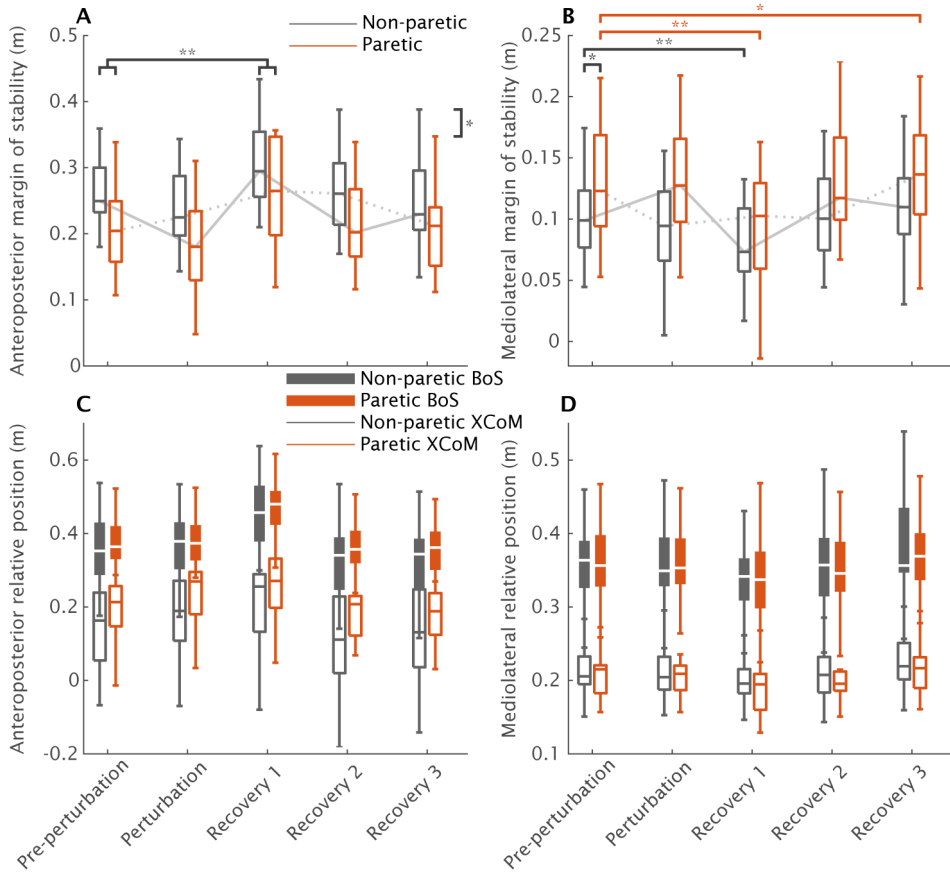 A
Non-paretic
Paretic
Anteroposterior margin of stability (m)
0.5
0.4
0.3
0.2
0.1
0
**
*
B
Mediolateral margin of stability (m)
0.25
0.2
0.15
0.1
0.05
0
*
**
**
*
C
Non-paretic BoS
Paretic BoS
Non-paretic XCoM
Paretic XCoM
Anterior relative position (m)
0.6
0.4
0.2
0
-0.2
Pre-perturbation
Perturbation
Recovery 1
Recovery 2
Recovery 3
D
Mediolateral relative position (m)
0.5
0.4
0.3
0.2
0.1
Pre-perturbation
Perturbation
Recovery 1
Recovery 2
Recovery 3